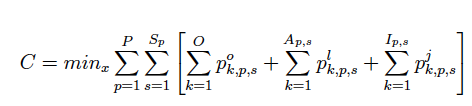 $C = min_x \sum_{p=1}^{P} \sum_{s=1}^{S_p} \left[ \sum_{k=1}^{O} p^o_{k,p,s} + \sum_{k=1}^{A_{p,s}} p^l_{k,p,s} + \sum_{k=1}^{I_{p,s}} p^j_{k,p,s} \right]$